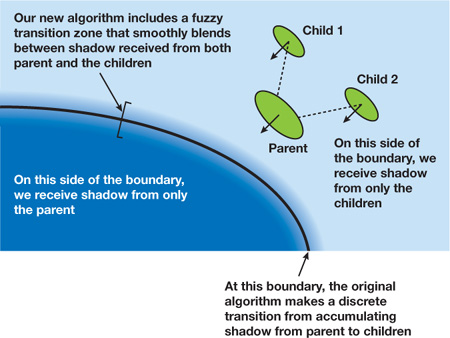 Our new algorithm includes a fuzzy
transition zone that smoothly blends
between shadow received from both
parent and the children
Child 1
Child 2
Parent
On this side of the boundary,
we receive shadow from only
the parent
On this side of
the boundary, we
receive shadow
from only the
children
At this boundary, the original
algorithm makes a discrete
transition from accumulating
shadow from parent to children